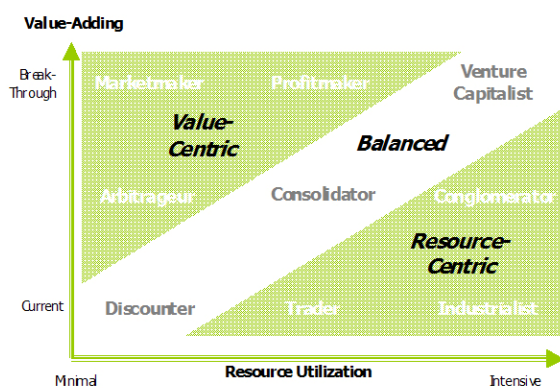 Value-Adding
Break-
Through
Marketmaker
Profitmaker
Venture
Capitalist
Value-
Centric
Balanced
Arbitrageur
Consolidator
Conglomerator
Resource-
Centric
Current
Discounter
Trader
Industrialist
Minimal
Resource Utilization
Intensive